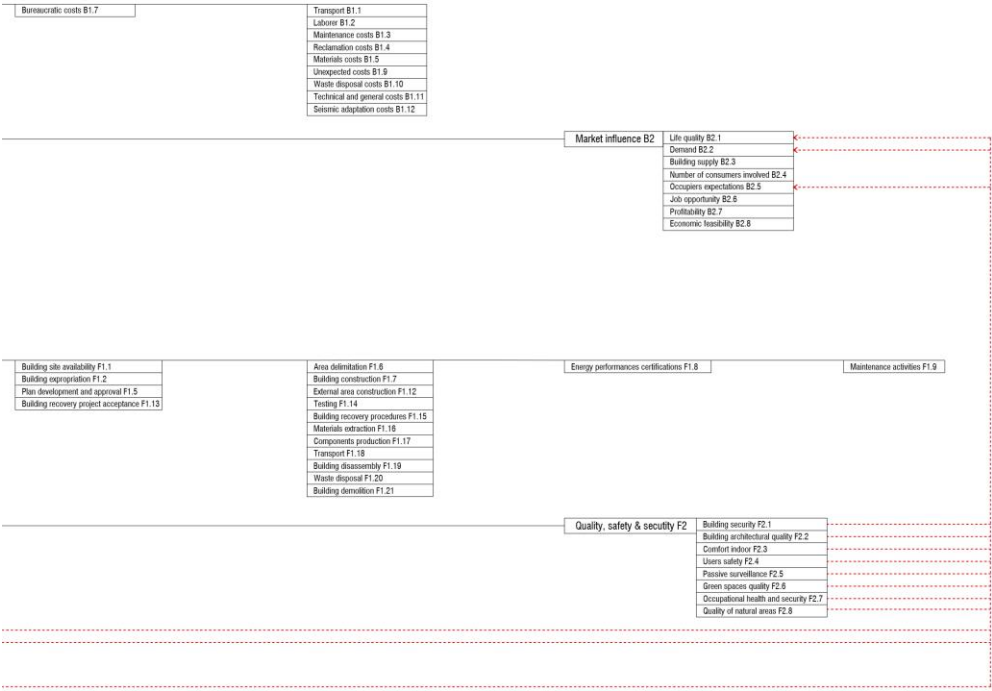 Bureaucratic costs B1.7
Transport B1.1
Laborer B1.2
Maintenance costs B1.3
Reclamation costs B1.4
Materials costs B1.5
Unexpected costs B1.9
Waste disposal costs B1.10
Technical and general costs B1.11
Seismic adaptation costs B1.12
Market influence B2
Life quality B2.1
Demand B2.2
Building supply B2.3
Number of consumers involved B2.4
Occupiers expectations B2.5
Job opportunity B2.6
Profitability B2.7
Economic feasibility B2.8
Building site availability F1.1
Building expropriation F1.2
Plan development and approval F1.5
Building recovery project acceptance F1.13
Area delimitation F1.6
Building construction F1.7
External area construction F1.12
Testing F1.14
Building recovery procedures F1.15
Materials extraction F1.16
Components production F1.17
Transport F1.18
Building disassembly F1.19
Waste disposal F1.20
Building demolition F1.21
Energy performances certifications F1.8
Maintenance activities F1.9
Quality, safety & secutity F2
Building security F2.1
Building architectural quality F2.2
Comfort indoor F2.3
Users safety F2.4
Passive surveillance F2.5
Green spaces quality F2.6
Occupational health and security F2.7
Quality of natural areas F2.8